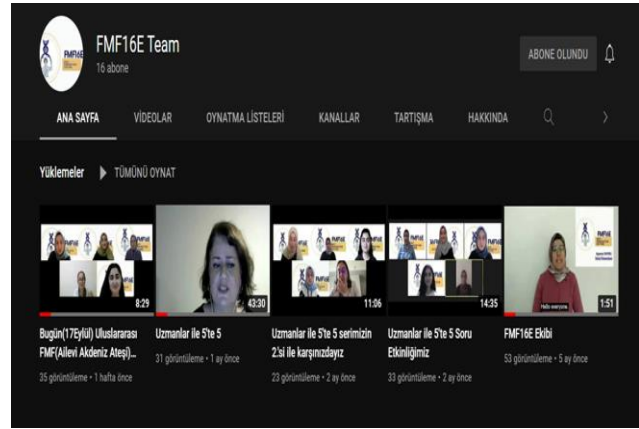 FMF16E
FMF16E Team
16 abone
ABONE OLUNDU
ANA SAYFA VİDEOLAR OYNATMA LİSTELERİ KANALLAR TARTIŞMA HAKKINDA
Yüklemeler TÜMÜNÜ OYNAT
8:29 43:30 11:06 14:35 1:51
Hello everyone
Bugün(17Eylül) Uluslararası
FMF(Ailevi Akdeniz Ateşi)...
35 görüntüleme • 1 hafta önce
Uzmanlar ile 5'te 5
31 görüntüleme • 1 ay önce
Uzmanlar ile 5'te 5 serimizin
2.'si ile karşınızdayız
23 görüntüleme • 2 ay önce
Uzmanlar ile 5'te 5 Soru
Etkinliğimiz
33 görüntüleme • 2 ay önce
FMF16E Ekibi
53 görüntüleme • 5 ay önce